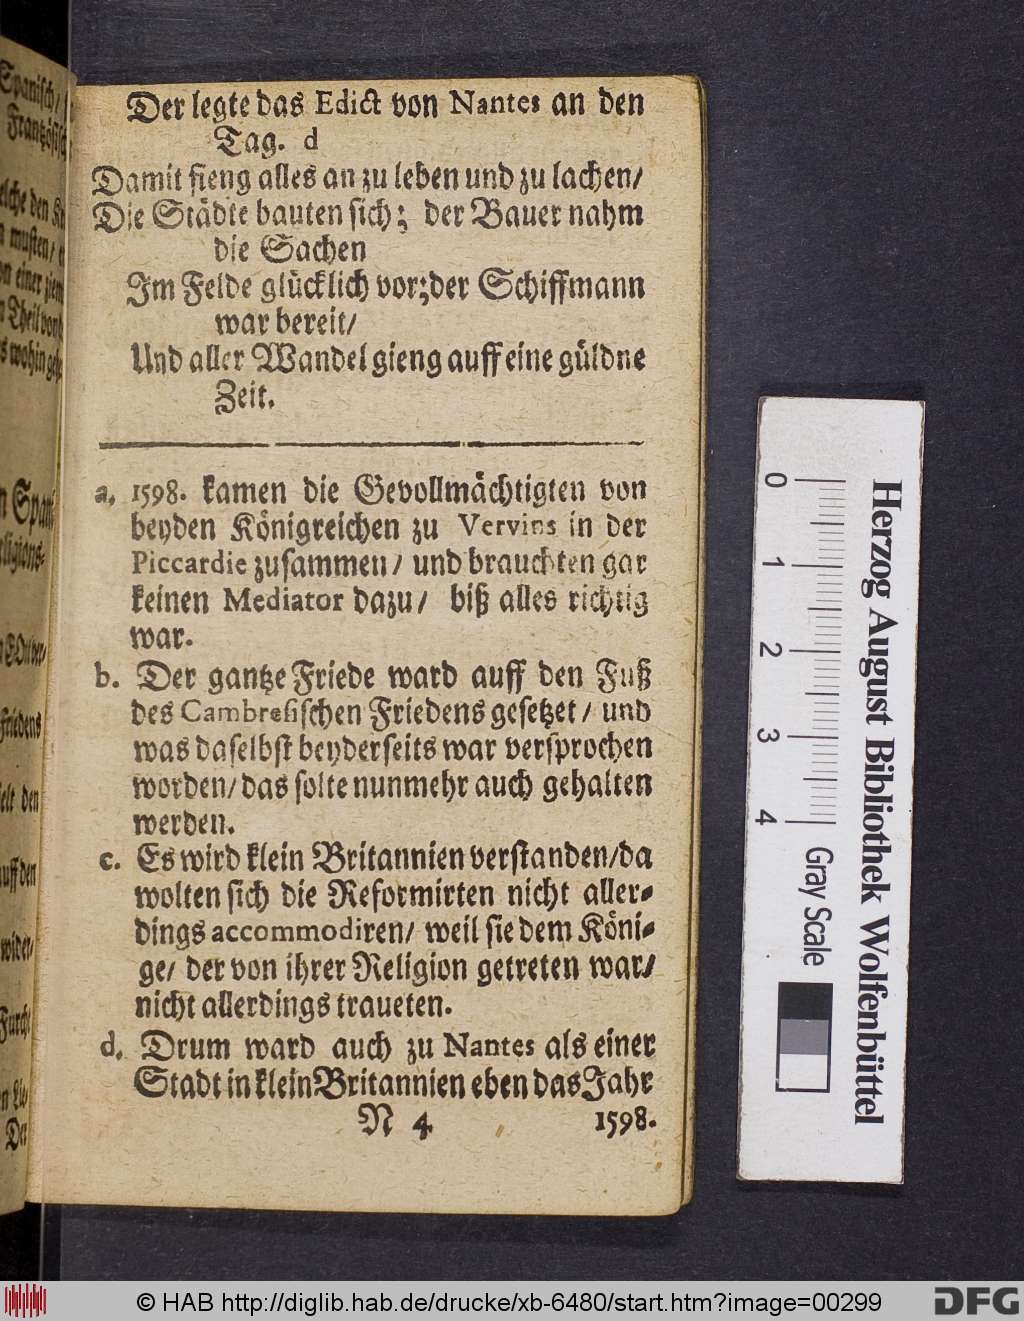 Der legte das Edict von Nantes an den
Tag. d
Damit fieng alles an zu leben und zu lachen/
Die Städte bauten sich; der Bauer nahm
die Sachen
Im Felde glücklich vor; der Schiffmann
war bereit/
Und aller Wandel gieng auff eine güldne
Zeit.
a. 1598. kamen die Gevollmächtigten von
beyden Königreichen zu Vervins in der
Piccardie zusammen/ und brauchten gar
keinen Mediator dazu/ biß alles richtig
war.
b. Der gantze Friede ward auff den Fuß
des Cambresischen Friedens gesetzet/ und
was daselbst beyderseits war versprochen
worden/ das solte nunmehr auch gehalten
werden.
c. Es wird klein Britannien verstanden/ da
wolten sich die Reformirten nicht aller-
dings accommodiren/ weil sie dem Köni-
ge/ der von ihrer Religion getreten war/
nicht allerdings traueten.
d. Drum ward auch zu Nantes als einer
Stadt in klein Britannien eben das Jahr
N 4 1598.
0 1 2 3 4
Gray Scale
Herzog August Bibliothek Wolfenbüttel
© HAB http://diglib.hab.de/drucke/xb-6480/start.htm?image=00299
DFG